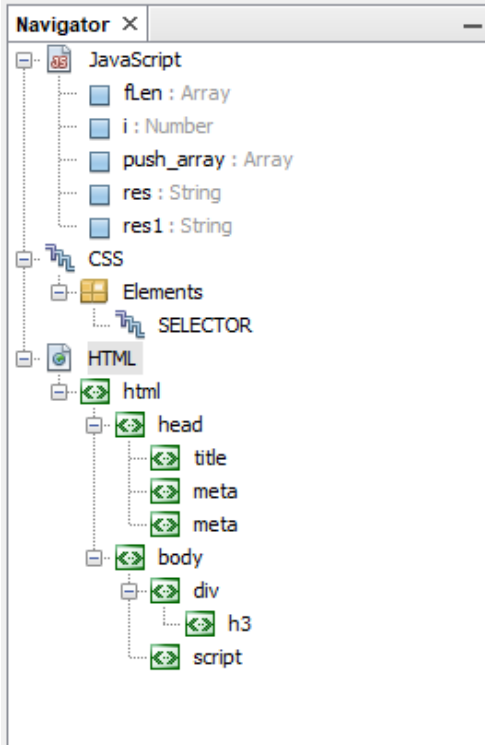 Navigator ×
JavaScript
fLen : Array
i : Number
push_array : Array
res : String
res1 : String
CSS
Elements
SELECTOR
HTML
html
head
title
meta
meta
body
div
h3
script